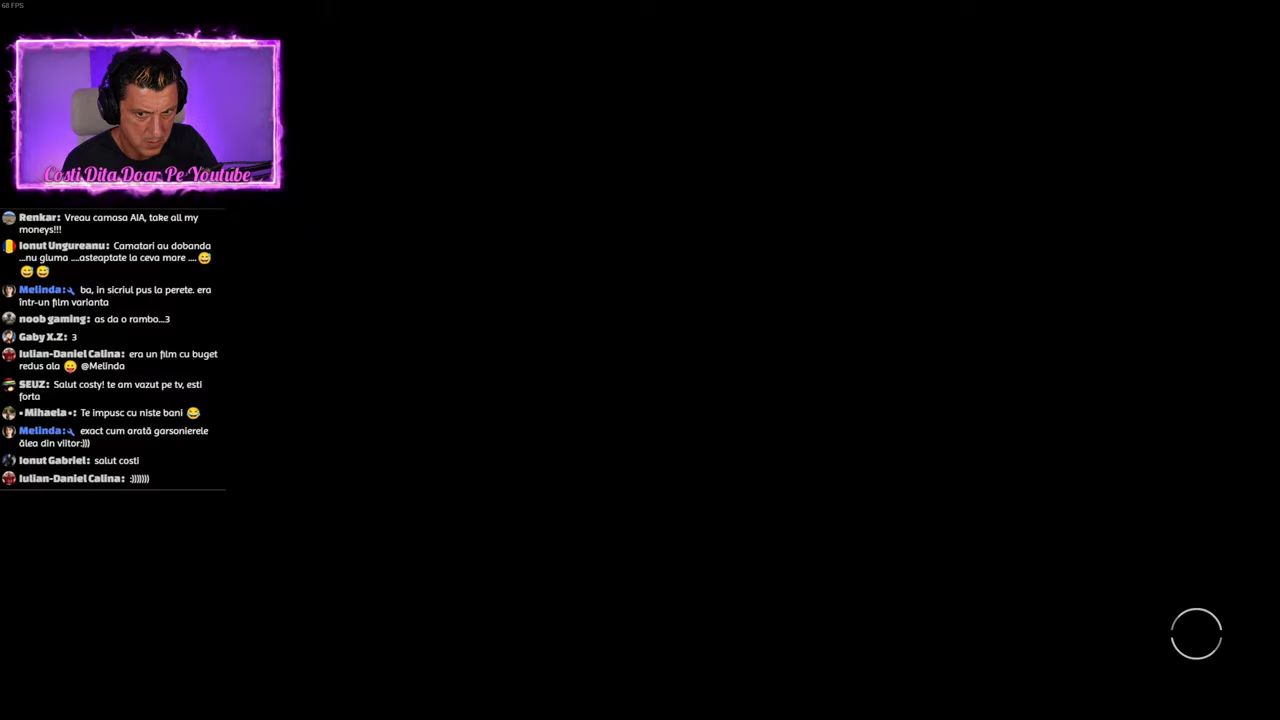 68 FPS
Costi Dita Doar Pe Youtube
Renkar: Vreau camasa AIA, take all my
moneys!!!
Ionut Ungureanu: Camatari au dobanda
...nu gluma ....asteaptate la ceva mare .... 😅
😅 😅
Melinda: ba, in sicriul pus la perete. era
într-un film varianta
noob gaming: as da o rambo...3
Gaby X.Z: 3
Iulian-Daniel Calina: era un film cu buget
redus ala 😛 @Melinda
SEUZ: Salut costy! te am vazut pe tv, esti
forta
•Mihaela•: Te impusc cu niste bani 😂
Melinda: exact cum arată garsonierele
ălea din viitor:)))
Ionut Gabriel: salut costi
Iulian-Daniel Calina: :)))))))